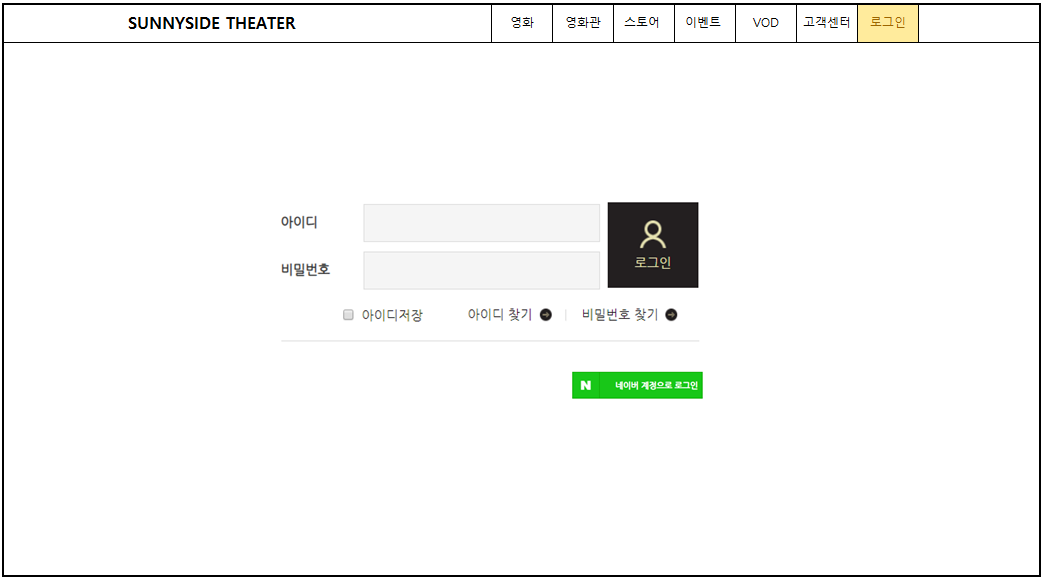 SUNNYSIDE THEATER 영화 영화관 스토어 이벤트 VOD 고객센터 로그인
아이디
비밀번호
로그인
아이디저장 아이디 찾기 비밀번호 찾기
N 네이버 계정으로 로그인